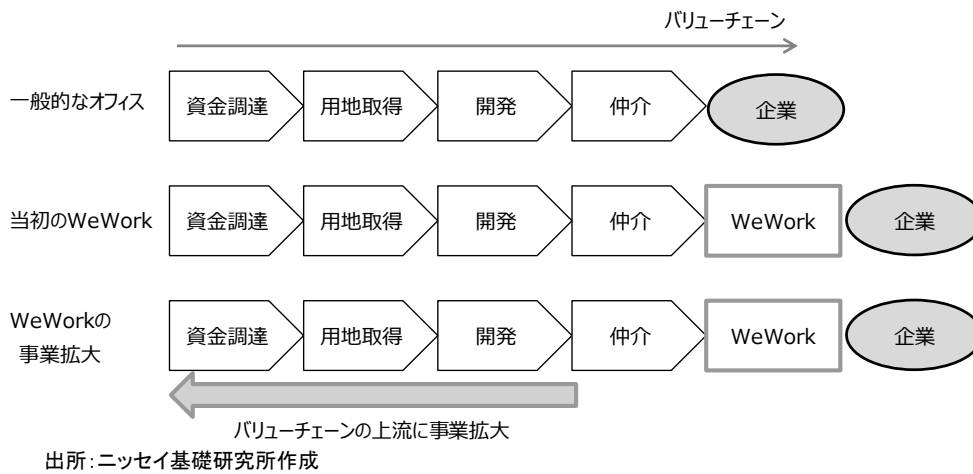 バリューチェーン
一般的なオフィス 資金調達 用地取得 開発 仲介 企業
当初のWeWork 資金調達 用地取得 開発 仲介 WeWork 企業
WeWorkの
事業拡大 資金調達 用地取得 開発 仲介 WeWork 企業
バリューチェーンの上流に事業拡大
出所：ニッセイ基礎研究所作成